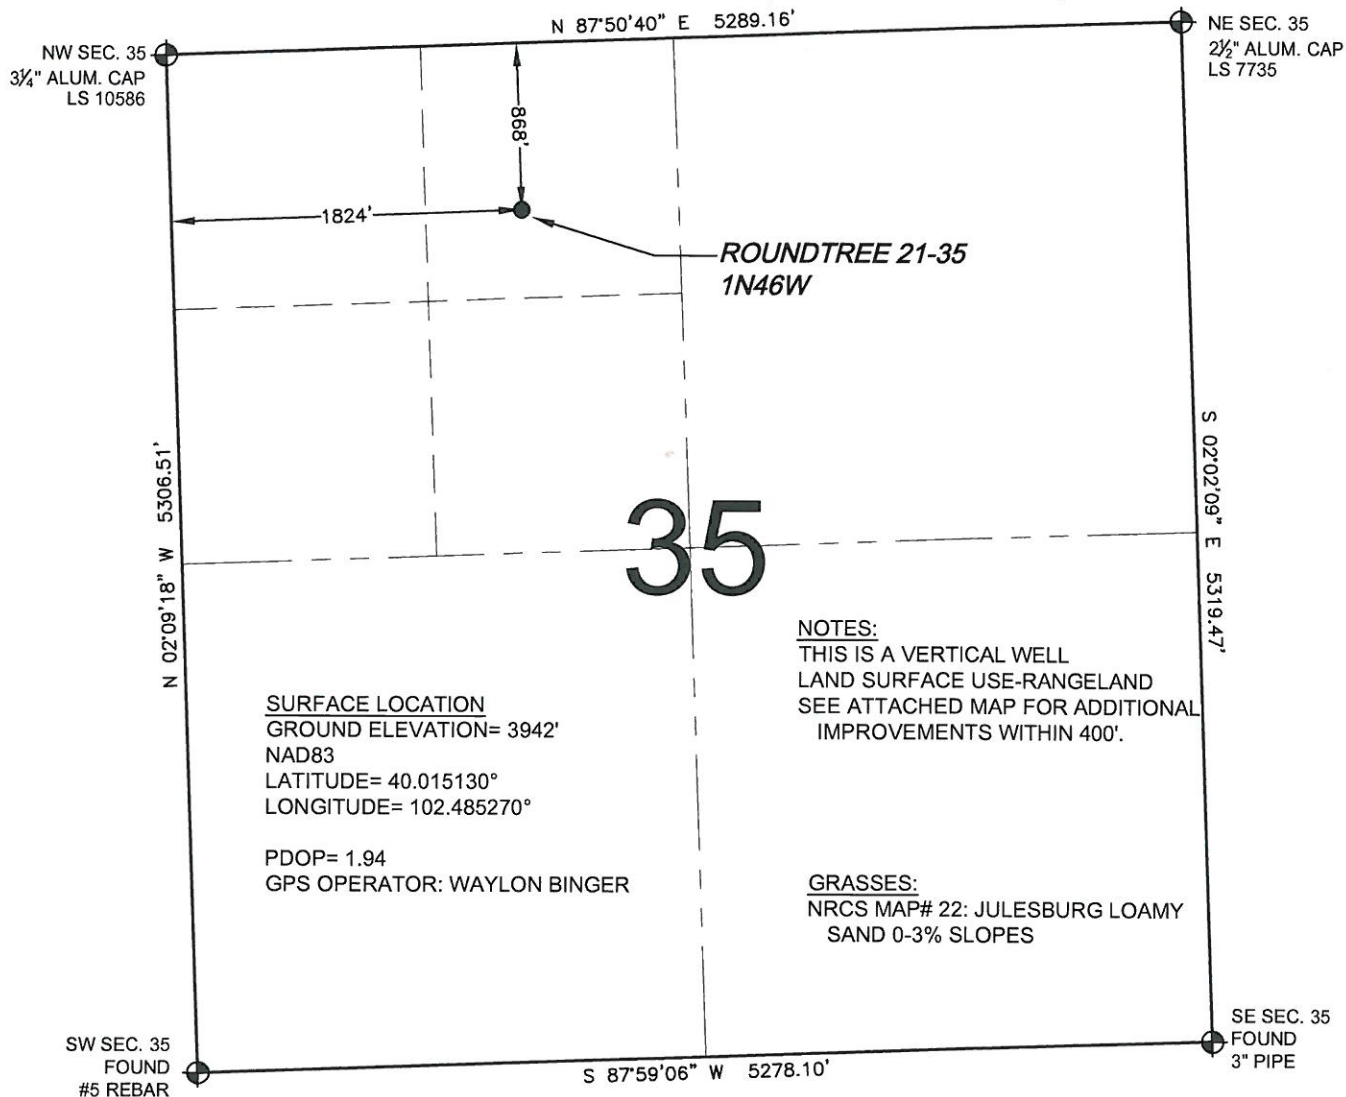 N 87°50'40" E 5289.16'
NW SEC. 35
3¼" ALUM. CAP
LS 10586
NE SEC. 35
2½" ALUM. CAP
LS 7735
868'
1824'
ROUNDTREE 21-35
1N46W
N 02°09'18" W 5306.51'
S 02°02'09" E 5319.47'
35
NOTES:
THIS IS A VERTICAL WELL
LAND SURFACE USE-RANGELAND
SEE ATTACHED MAP FOR ADDITIONAL
IMPROVEMENTS WITHIN 400'.
SURFACE LOCATION
GROUND ELEVATION= 3942'
NAD83
LATITUDE= 40.015130°
LONGITUDE= 102.485270°
PDOP= 1.94
GPS OPERATOR: WAYLON BINGER
GRASSES:
NRCS MAP# 22: JULESBURG LOAMY
SAND 0-3% SLOPES
SW SEC. 35
FOUND
#5 REBAR
S 87°59'06" W 5278.10'
SE SEC. 35
FOUND
3" PIPE